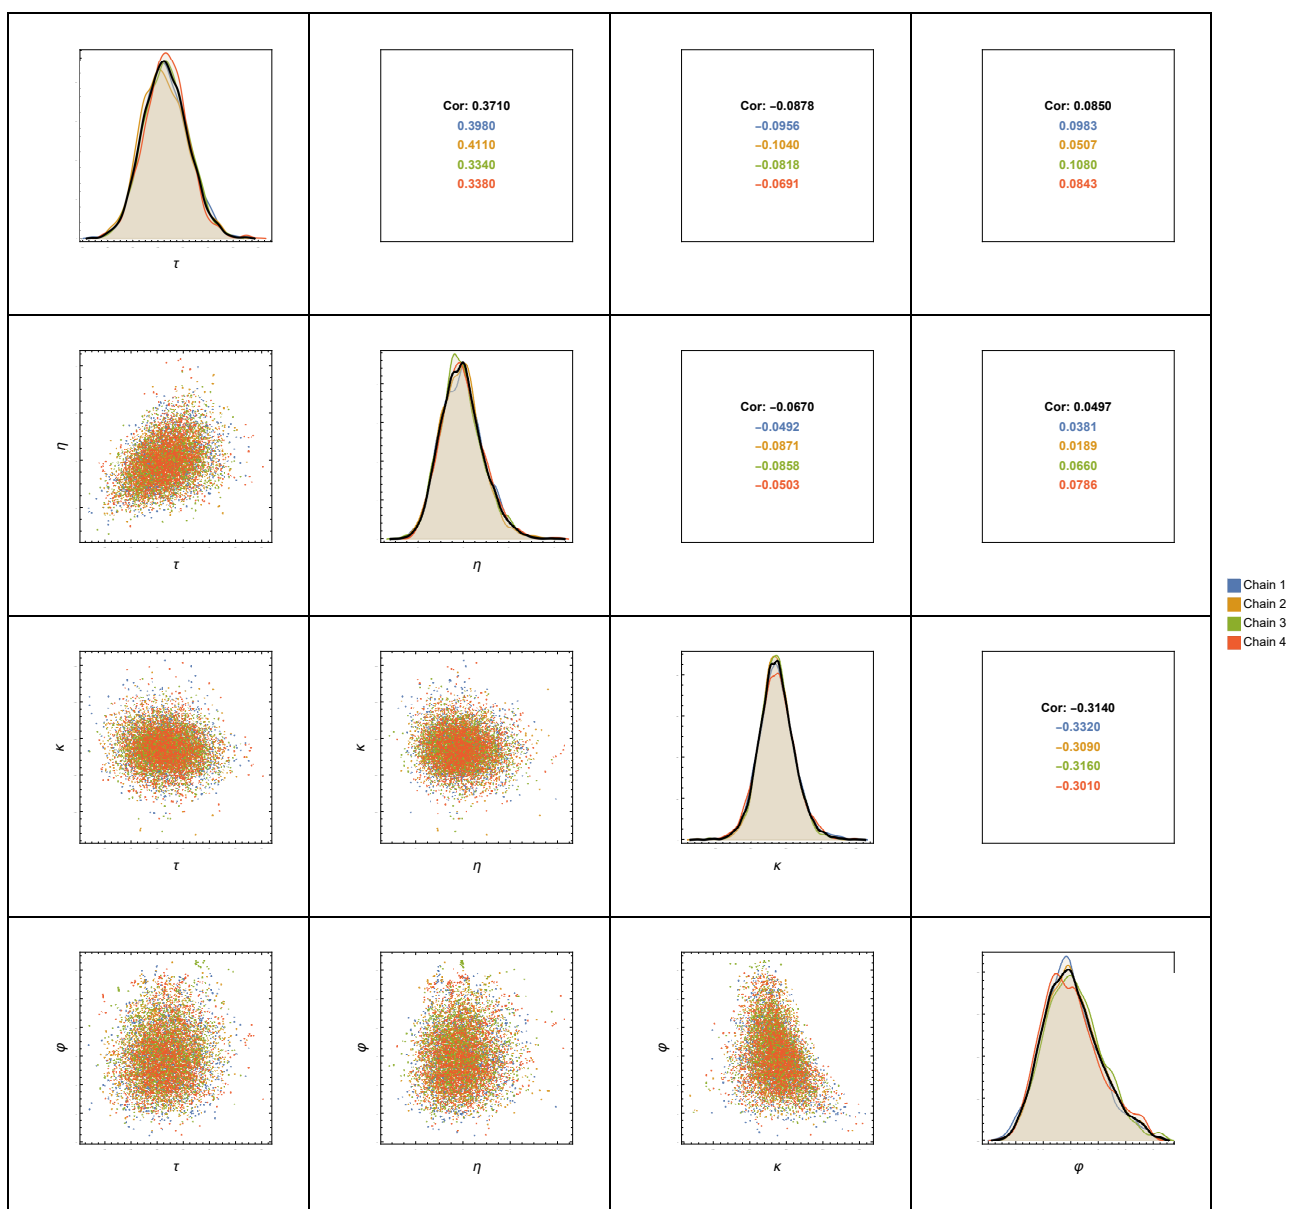 Cor: 0.3710
0.3980
0.4110
0.3340
0.3380
Cor: −0.0878
−0.0956
−0.1040
−0.0818
−0.0691
Cor: 0.0850
0.0983
0.0507
0.1080
0.0843
τ
η
τ
η
Cor: −0.0670
−0.0492
−0.0871
−0.0858
−0.0503
Cor: 0.0497
0.0381
0.0189
0.0660
0.0786
Chain 1
Chain 2
Chain 3
Chain 4
κ
τ
κ
η
κ
Cor: −0.3140
−0.3320
−0.3090
−0.3160
−0.3010
φ
τ
φ
η
φ
κ
φ